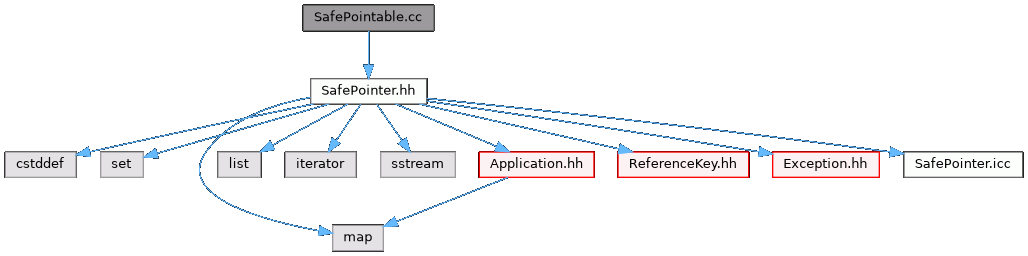 SafePointable.cc
SafePointer.hh
cstddef
set
list
iterator
sstream
Application.hh
ReferenceKey.hh
Exception.hh
SafePointer.icc
map